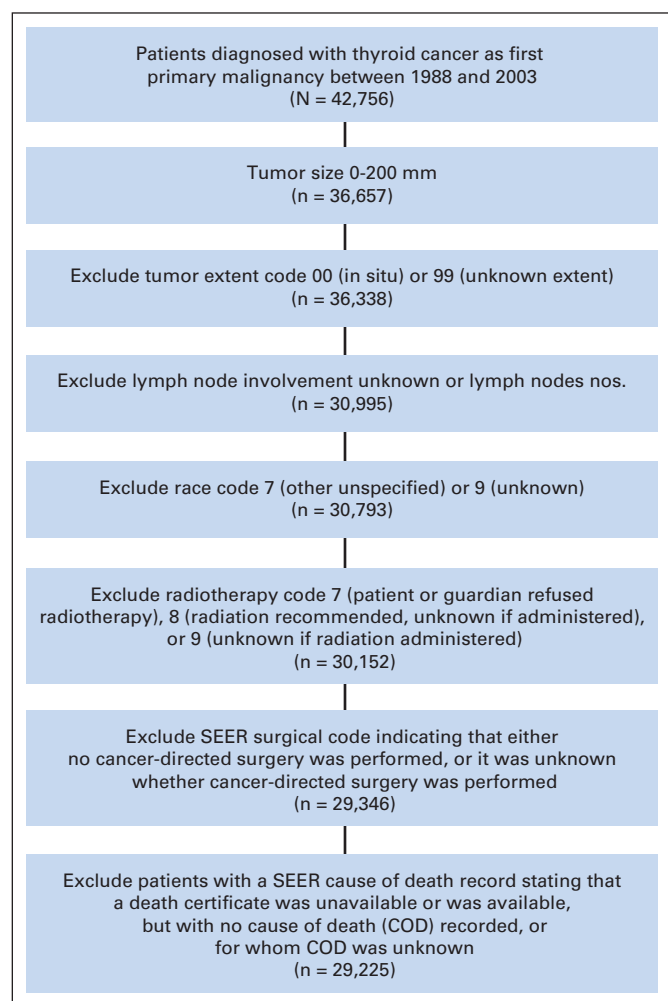 Patients diagnosed with thyroid cancer as first
primary malignancy between 1988 and 2003
(N = 42,756)
Tumor size 0-200 mm
(n = 36,657)
Exclude tumor extent code 00 (in situ) or 99 (unknown extent)
(n = 36,338)
Exclude lymph node involvement unknown or lymph nodes nos.
(n = 30,995)
Exclude race code 7 (other unspecified) or 9 (unknown)
(n = 30,793)
Exclude radiotherapy code 7 (patient or guardian refused
radiotherapy), 8 (radiation recommended, unknown if administered),
or 9 (unknown if radiation administered)
(n = 30,152)
Exclude SEER surgical code indicating that either
no cancer-directed surgery was performed, or it was unknown
whether cancer-directed surgery was performed
(n = 29,346)
Exclude patients with a SEER cause of death record stating that
a death certificate was unavailable or was available,
but with no cause of death (COD) recorded, or
for whom COD was unknown
(n = 29,225)